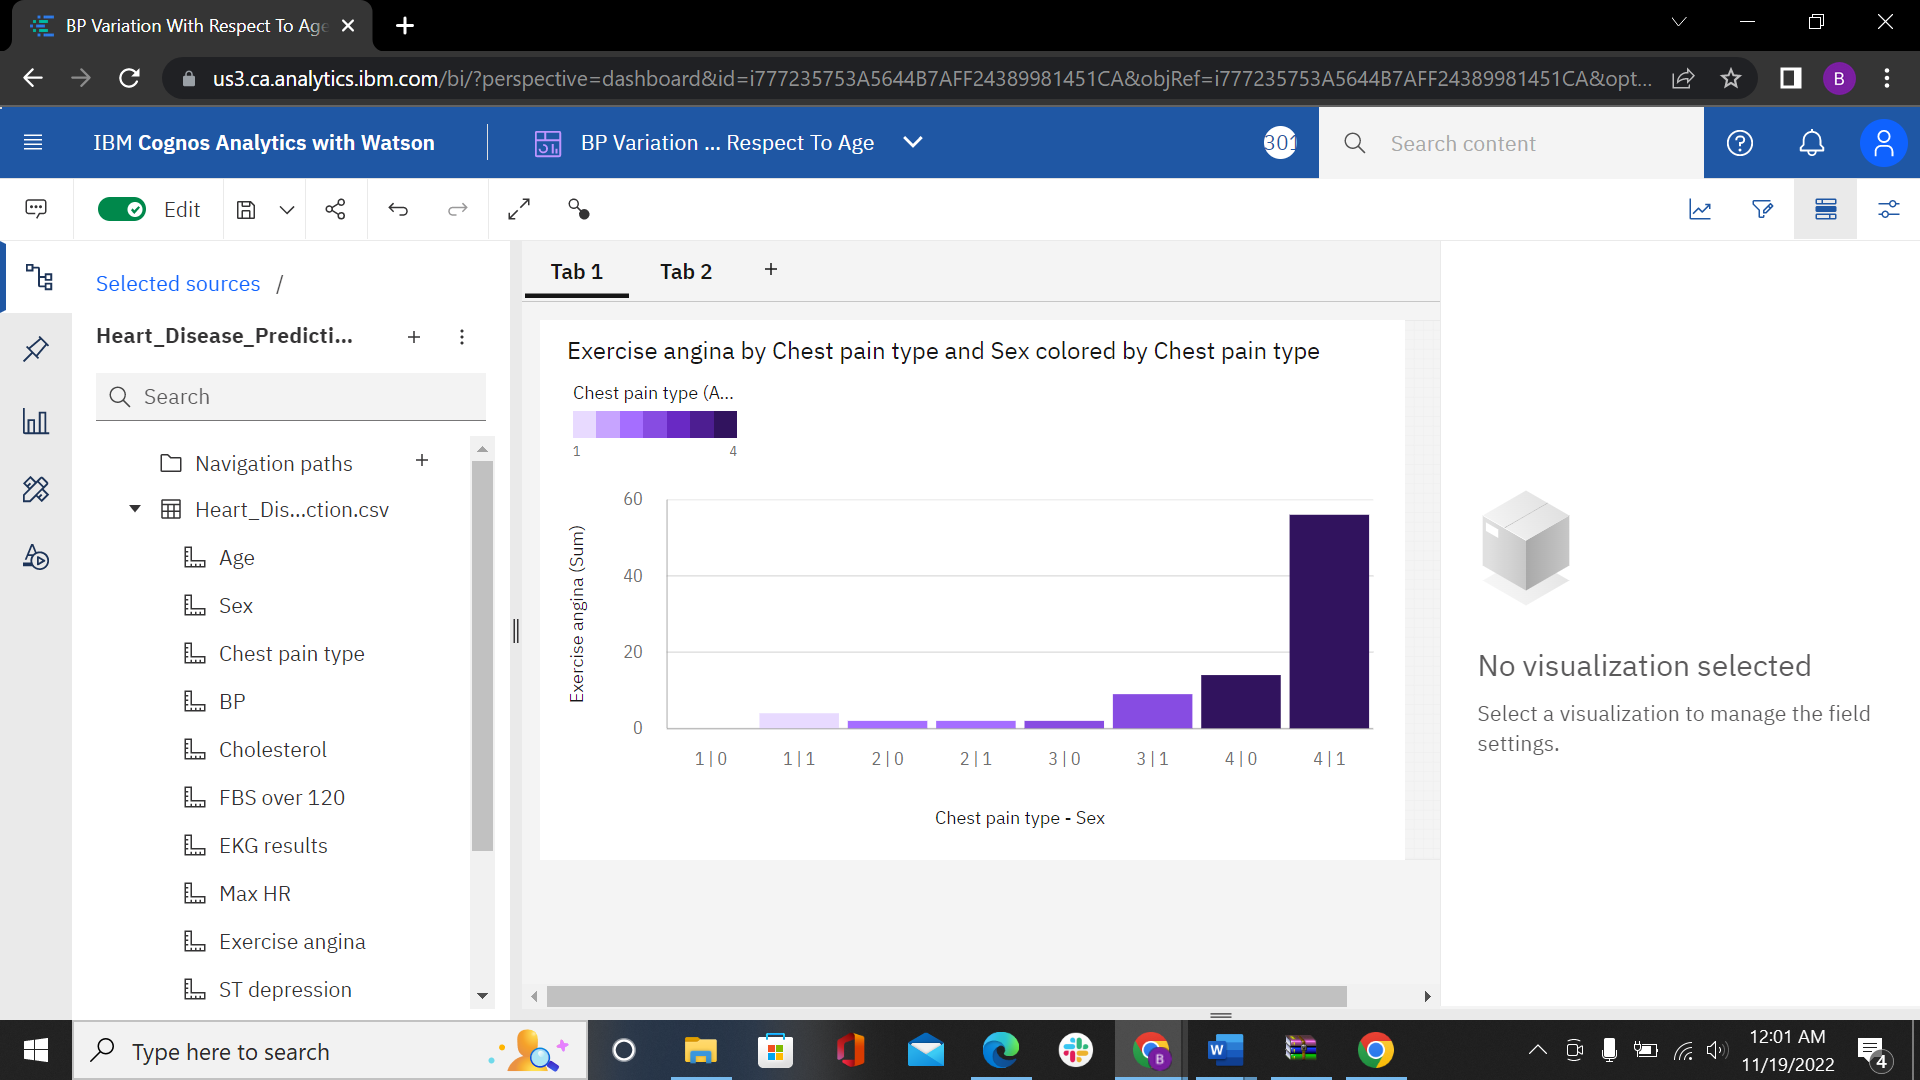 BP Variation With Respect To Age
us3.ca.analytics.ibm.com/bi/?perspective=dashboard&id=i777235753A5644B7AFF24389981451CA&objRef=i777235753A5644B7AFF24389981451CA&opt...
B
IBM Cognos Analytics with Watson
BP Variation ... Respect To Age
301
Search content
Edit
Selected sources /
Heart_Disease_Predicti...
Search
Navigation paths
Heart_Dis...ction.csv
Age
Sex
Chest pain type
BP
Cholesterol
FBS over 120
EKG results
Max HR
Exercise angina
ST depression
Tab 1
Tab 2
Exercise angina by Chest pain type and Sex colored by Chest pain type
Chest pain type (A...
1 4
Exercise angina (Sum)
60
40
20
0
1|0 1|1 2|0 2|1 3|0 3|1 4|0 4|1
Chest pain type - Sex
No visualization selected
Select a visualization to manage the field
settings.
Type here to search
B
W
12:01 AM
11/19/2022
4